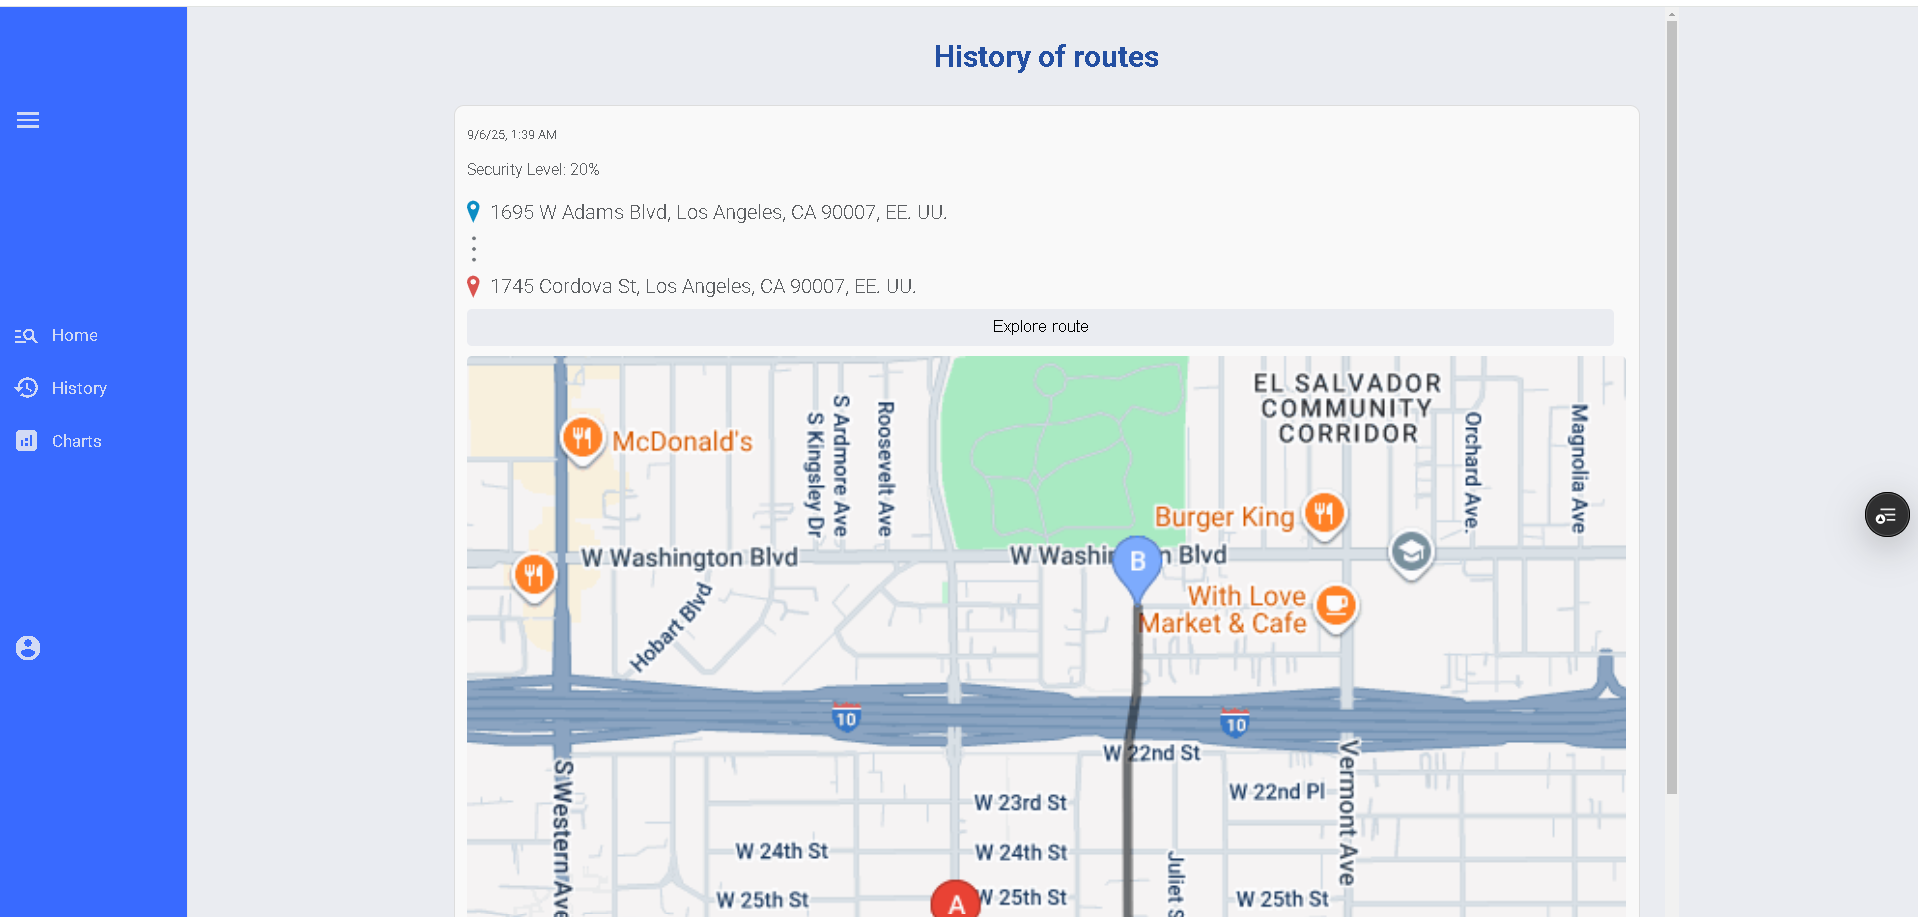 History of routes
9/6/25, 1:39 AM
Security Level: 20%
1695 W Adams Blvd, Los Angeles, CA 90007, EE. UU.
1745 Cordova St, Los Angeles, CA 90007, EE. UU.
Explore route
Home
History
Charts
EL SALVADOR
COMMUNITY
CORRIDOR
McDonald's
S Kingsley Dr
S Ardmore Ave
Roosevelt Ave
Orchard Ave.
Magnolia Ave
Burger King
W Washington Blvd
W Washin
n Blvd
B
With Love
Market & Cafe
Hobart Blvd
10
10
W 22nd St
S Western Ave
Vermont Ave
W 23rd St
W 22nd Pl
W 24th St
W 24th St
Juliet S
W 25th St
A
W 25th St
W 25th St